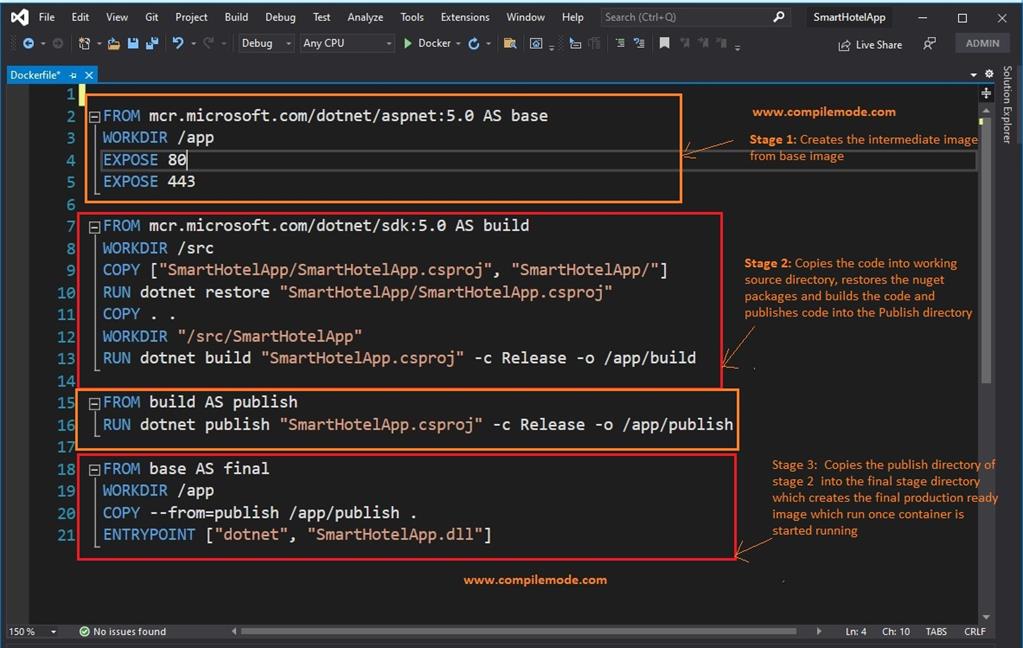 File Edit View Git Project Build Debug Test Analyze Tools Extensions Window Help Search (Ctrl+Q) SmartHotelApp
Debug Any CPU Docker Live Share ADMIN
Dockerfile*
Solution Explorer
1
2 FROM mcr.microsoft.com/dotnet/aspnet:5.0 AS base
3 WORKDIR /app
4 EXPOSE 80
5 EXPOSE 443
6
7 FROM mcr.microsoft.com/dotnet/sdk:5.0 AS build
8 WORKDIR /src
9 COPY ["SmartHotelApp/SmartHotelApp.csproj", "SmartHotelApp/"]
10 RUN dotnet restore "SmartHotelApp/SmartHotelApp.csproj"
11 COPY . .
12 WORKDIR "/src/SmartHotelApp"
13 RUN dotnet build "SmartHotelApp.csproj" -c Release -o /app/build
14
15 FROM build AS publish
16 RUN dotnet publish "SmartHotelApp.csproj" -c Release -o /app/publish
17
18 FROM base AS final
19 WORKDIR /app
20 COPY --from=publish /app/publish .
21 ENTRYPOINT ["dotnet", "SmartHotelApp.dll"]
www.compilemode.com
Stage 1: Creates the intermediate image
from base image
Stage 2: Copies the code into working
source directory, restores the nuget
packages and builds the code and
publishes code into the Publish directory
Stage 3: Copies the publish directory of
stage 2 into the final stage directory
which creates the final production ready
image which run once container is
started running
www.compilemode.com
150 % No issues found Ln: 4 Ch: 10 TABS CRLF